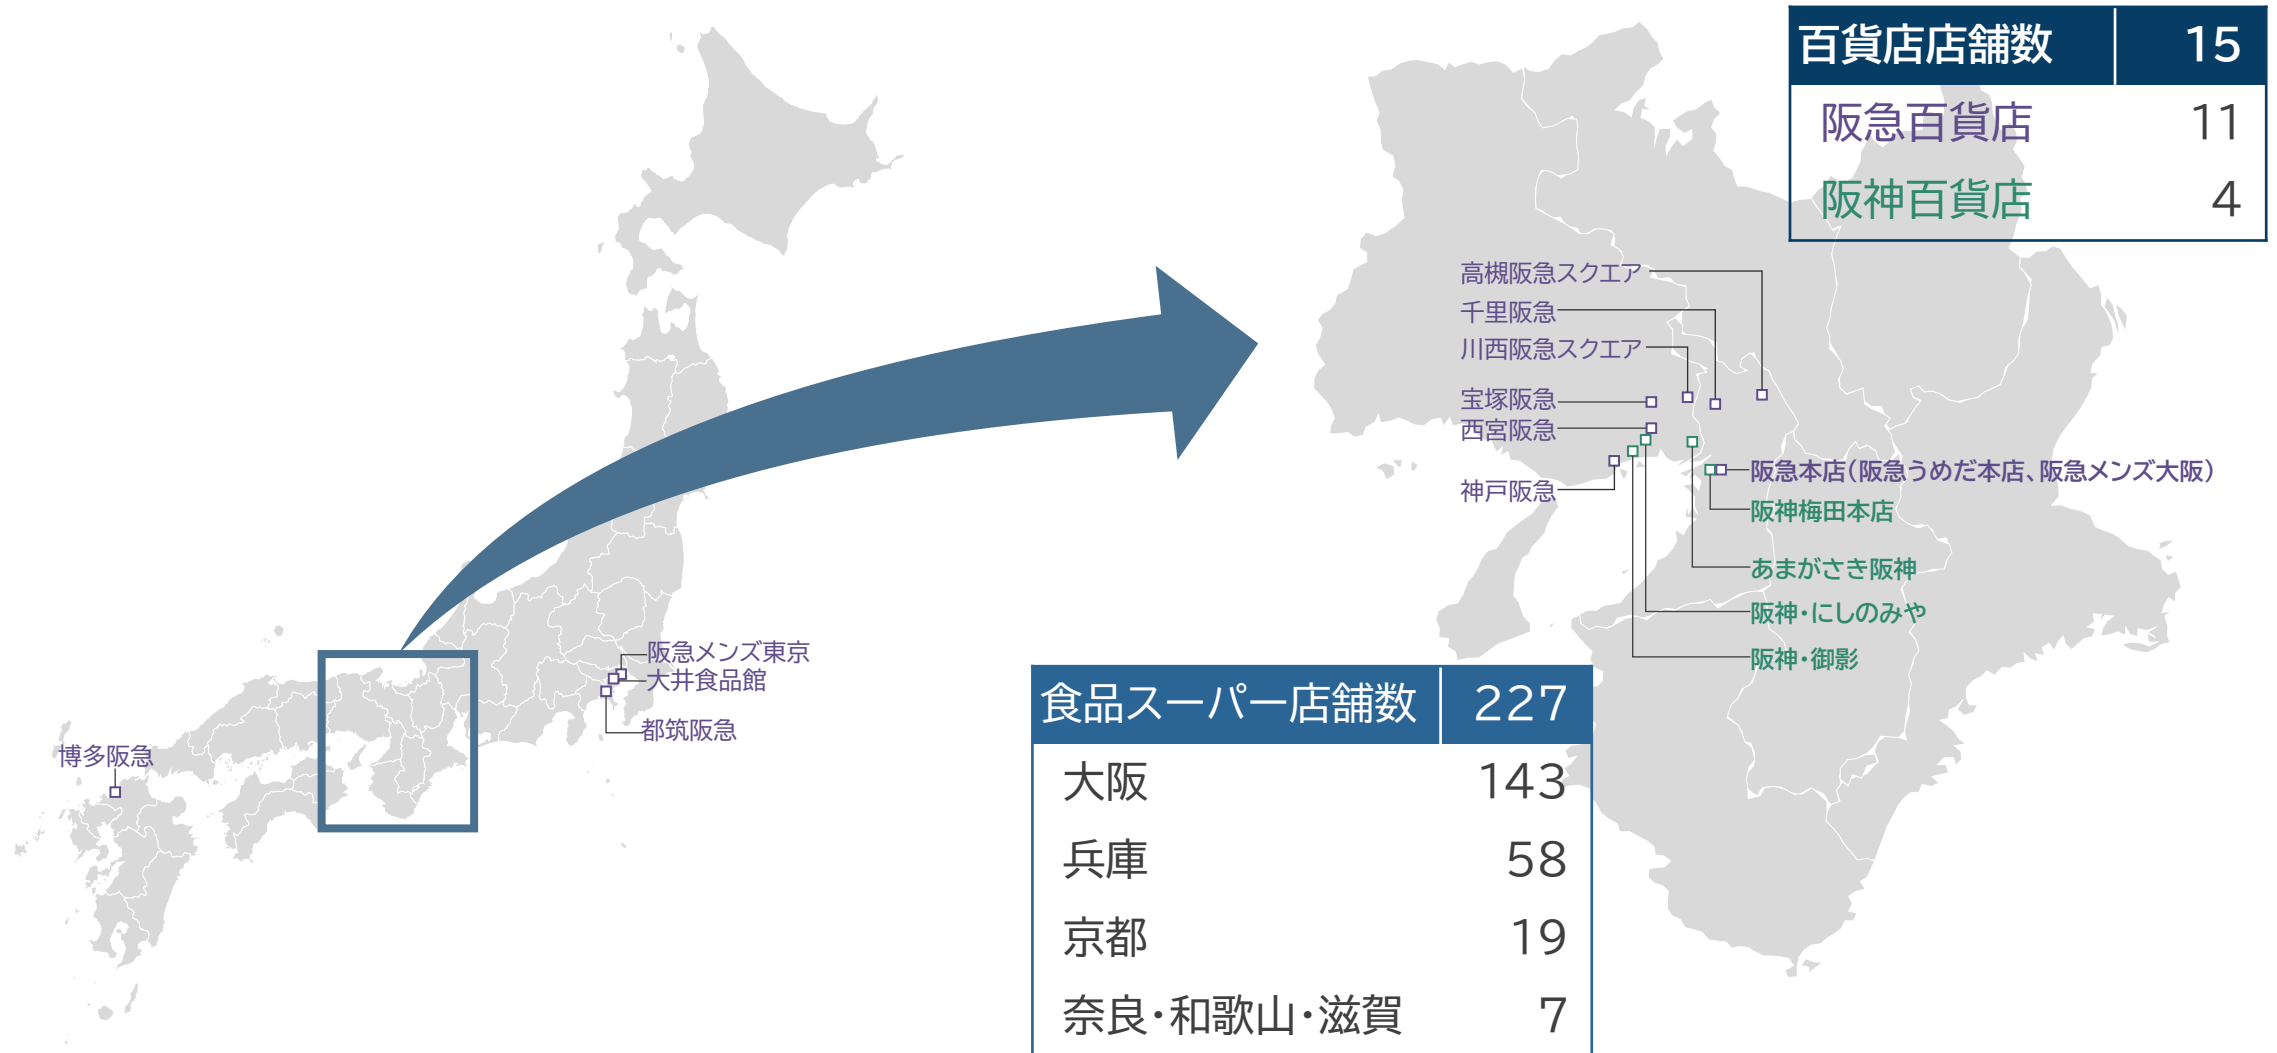 百貨店店舗数 15
阪急百貨店 11
阪神百貨店 4
高槻阪急スクエア
千里阪急
川西阪急スクエア
宝塚阪急
西宮阪急
神戸阪急
阪急本店(阪急うめだ本店、阪急メンズ大阪)
阪神梅田本店
あまがさき阪神
阪神・にしのみや
阪神・御影
阪急メンズ東京
大井食品館
都筑阪急
博多阪急
食品スーパー店舗数 227
大阪 143
兵庫 58
京都 19
奈良・和歌山・滋賀 7